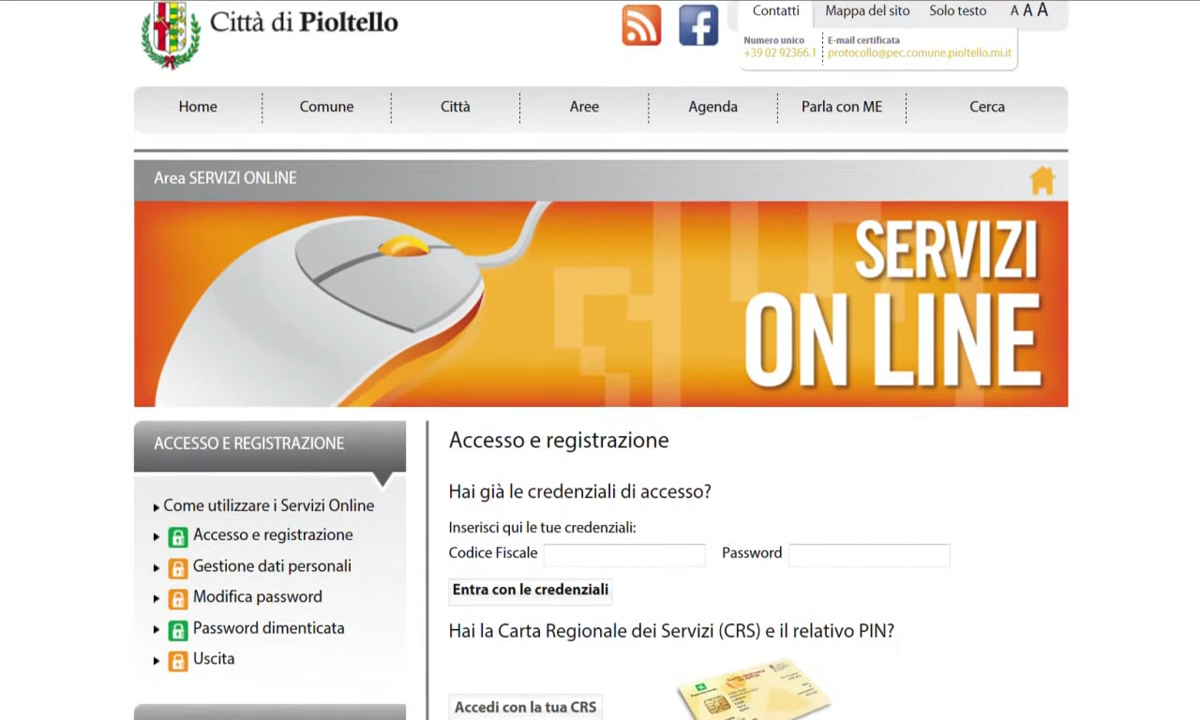 Città di Pioltello
Contatti Mappa del sito Solo testo A A A
Numero unico E-mail certificata
+39 02 92366.1 protocollo@pec.comune.pioltello.mi.it
Home Comune Città Aree Agenda Parla con ME Cerca
Area SERVIZI ONLINE
SERVIZI
ON LINE
ACCESSO E REGISTRAZIONE
Come utilizzare i Servizi Online
Accesso e registrazione
Gestione dati personali
Modifica password
Password dimenticata
Uscita
Accesso e registrazione
Hai già le credenziali di accesso?
Inserisci qui le tue credenziali:
Codice Fiscale Password
Entra con le credenziali
Hai la Carta Regionale dei Servizi (CRS) e il relativo PIN?
Accedi con la tua CRS